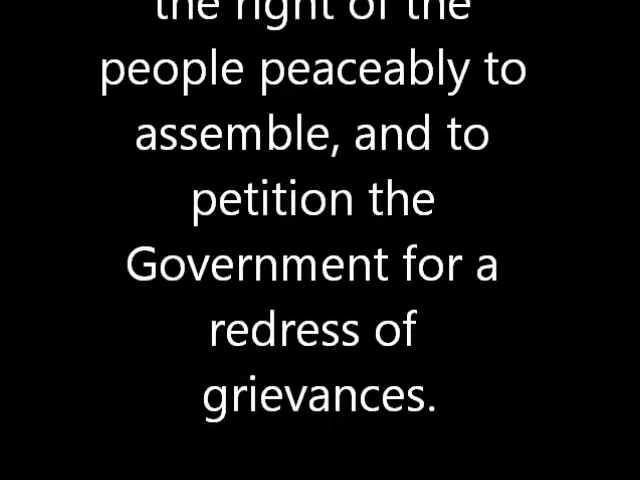 the right of the
people peaceably to
assemble, and to
petition the
Government for a
redress of
grievances.